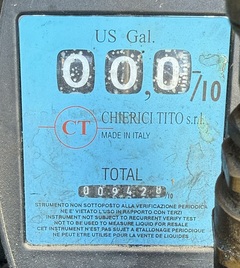 US Gal.
00,0/10
CT
CHIERICI TITO s.r.l.
MADE IN ITALY
TOTAL
009428
/10
STRUMENTO NON SOTTOPOSTO ALLA VERIFICAZIONE PERIODICA
NE E' VIETATO L'USO IN RAPPORTO CON TERZI
INSTRUMENT NOT SUBJECT TO REQUIREMENT VERIFY TEST
NOT TO BE USED TO MEASURE LIQUID FOR RESALE
CET INSTRUMENT N'EST PAS SUJET A ETALONNAGE PERIODIQUE
NE PEUT ETRE UTILISE POUR LA VENTE DE LIQUIDES